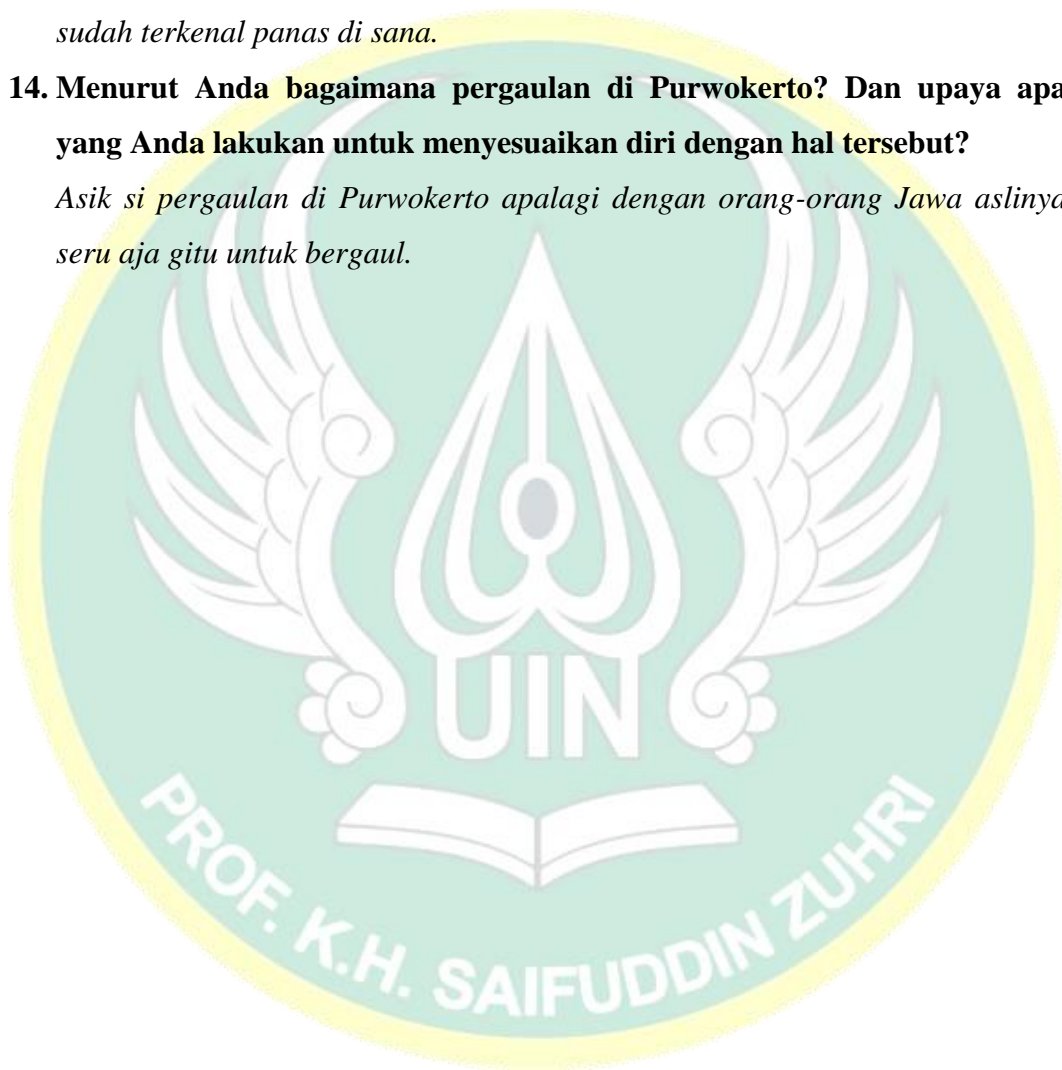 sudah terkenal panas di sana.
14. Menurut Anda bagaimana pergaulan di Purwokerto? Dan upaya apa
yang Anda lakukan untuk menyesuaikan diri dengan hal tersebut?
Asik si pergaulan di Purwokerto apalagi dengan orang-orang Jawa aslinya
seru aja gitu untuk bergaul.
UIN
PROF. K.H. SAIFUDDIN ZUHRI